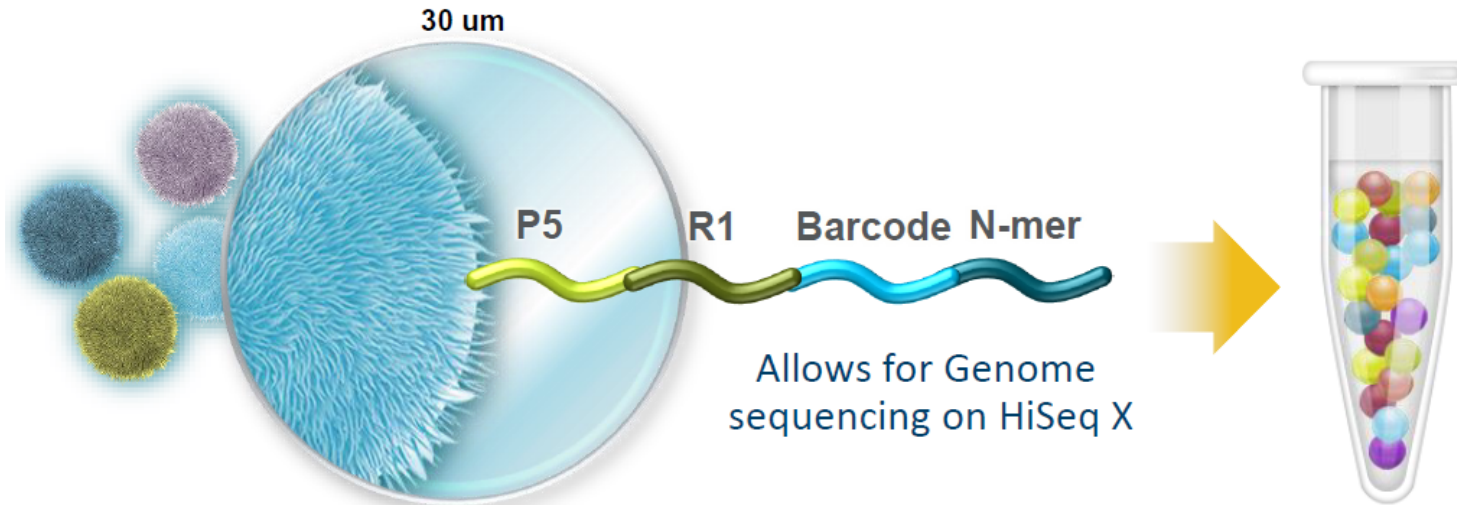 30 um
P5
R1
Barcode
N-mer
Allows for Genome
sequencing on HiSeq X